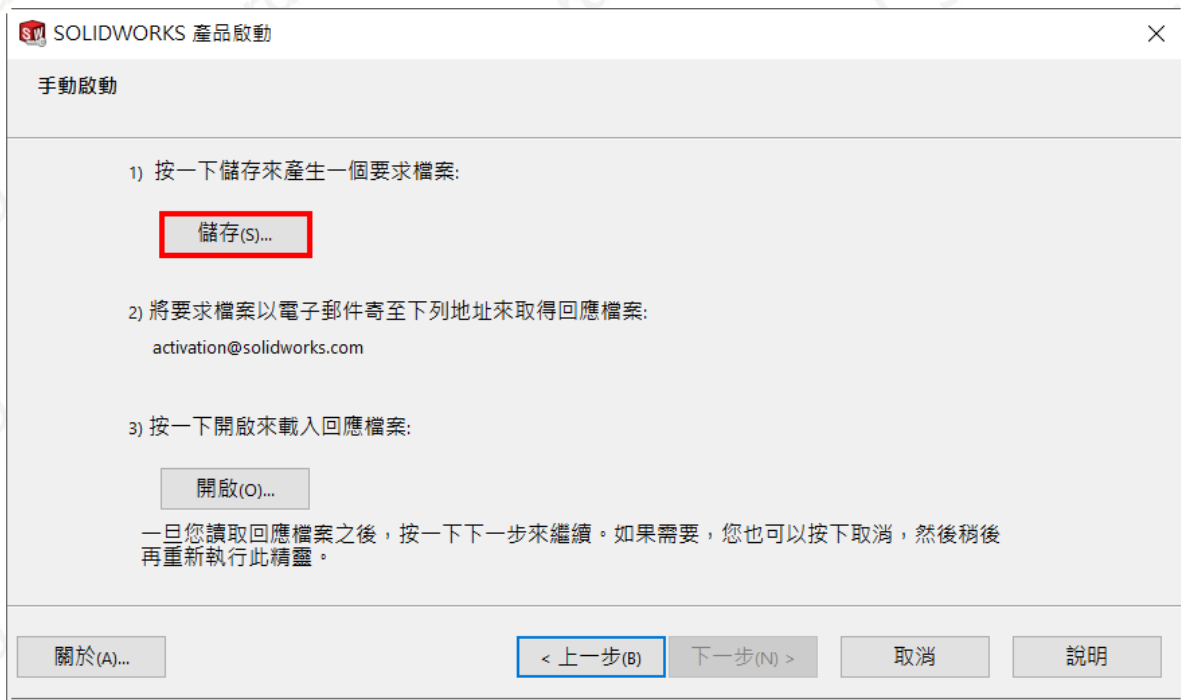 SOLIDWORKS 產品啟動
手動啟動
1) 按一下儲存來產生一個要求檔案:
儲存(S)...
2) 將要求檔案以電子郵件寄至下列地址來取得回應檔案:
activation@solidworks.com
3) 按一下開啟來載入回應檔案:
開啟(O)...
一旦您讀取回應檔案之後，按一下下一步來繼續。如果需要，您也可以按下取消，然後稍後
再重新執行此精靈。
關於(A)...
< 上一步(B)
下一步(N) >
取消
說明